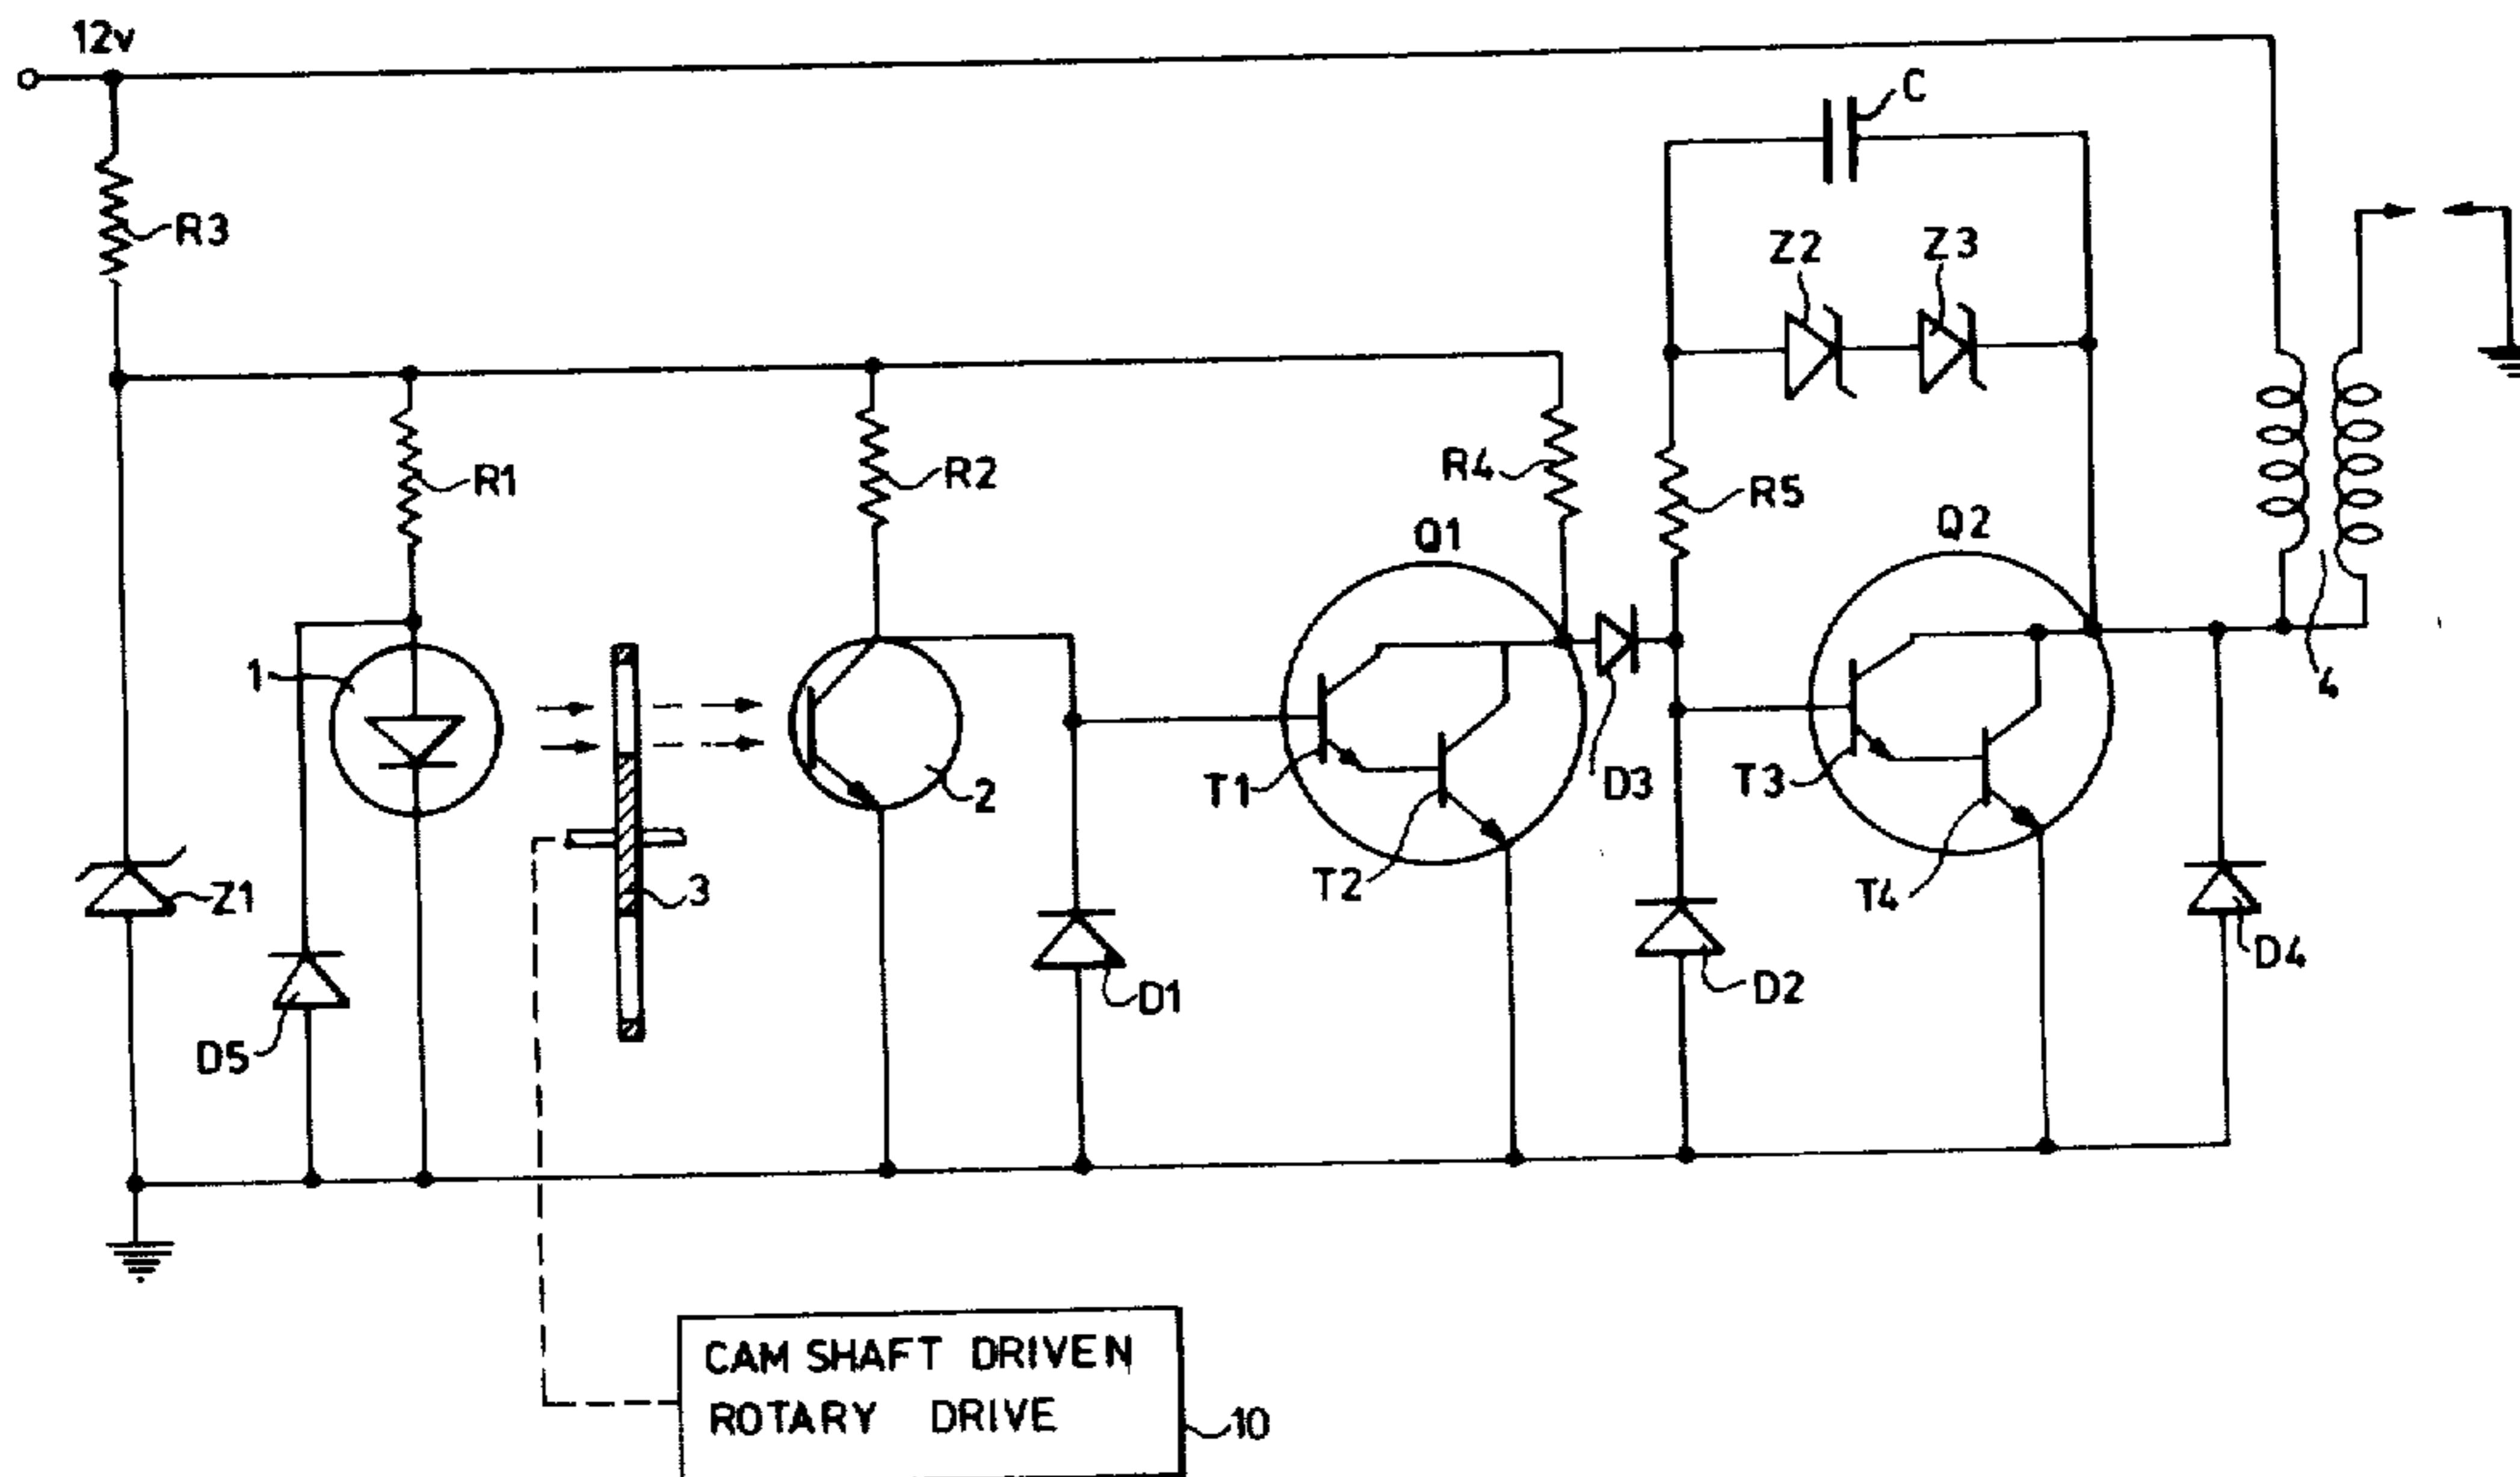 12v
C
R3
Z2
Z3
R1
R2
R4
R5
Q1
Q2
1
2
T1
D3
T3
4
T2
T4
3
Z1
D1
D2
D4
D5
CAM SHAFT DRIVEN
ROTARY DRIVE
10